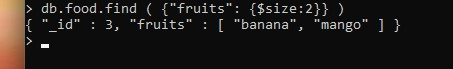 > db.food.find ( {"fruits": {$size:2}} )
{ "_id" : 3, "fruits" : [ "banana", "mango" ] }
>